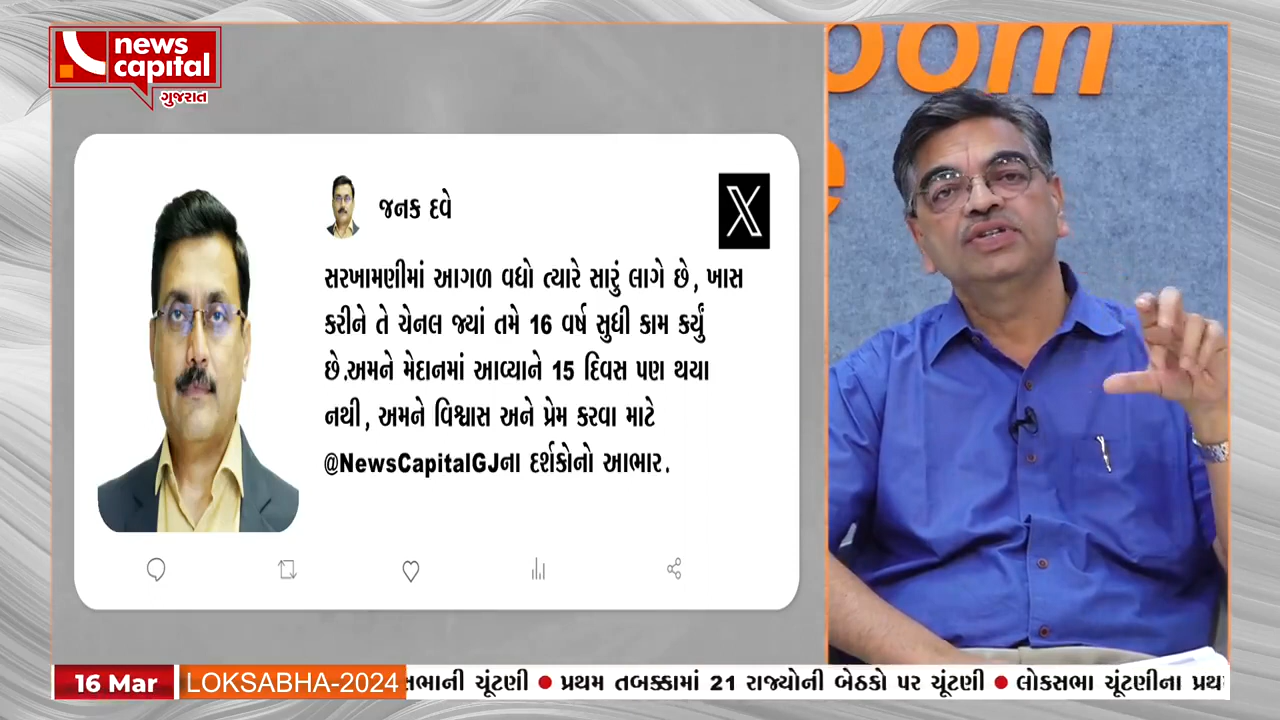 news
capital
ગુજરાત
oom
e
જનક દવે
X
સરખામણીમાં આગળ વધો ત્યારે સારું લાગે છે, ખાસ
કરીને તે ચેનલ જ્યાં તમે 16 વર્ષ સુધી કામ કર્યું
છે.અમને મેદાનમાં આવ્યાને 15 દિવસ પણ થયા
નથી, અમને વિશ્વાસ અને પ્રેમ કરવા માટે
@NewsCapitalGJના દર્શકોનો આભાર.
16 Mar LOKSABHA-2024 સભાની ચૂંટણી ● પ્રથમ તબક્કામાં 21 રાજ્યોની બેઠકો પર ચૂંટણી ● લોકસભા ચૂંટણીના પ્રથ